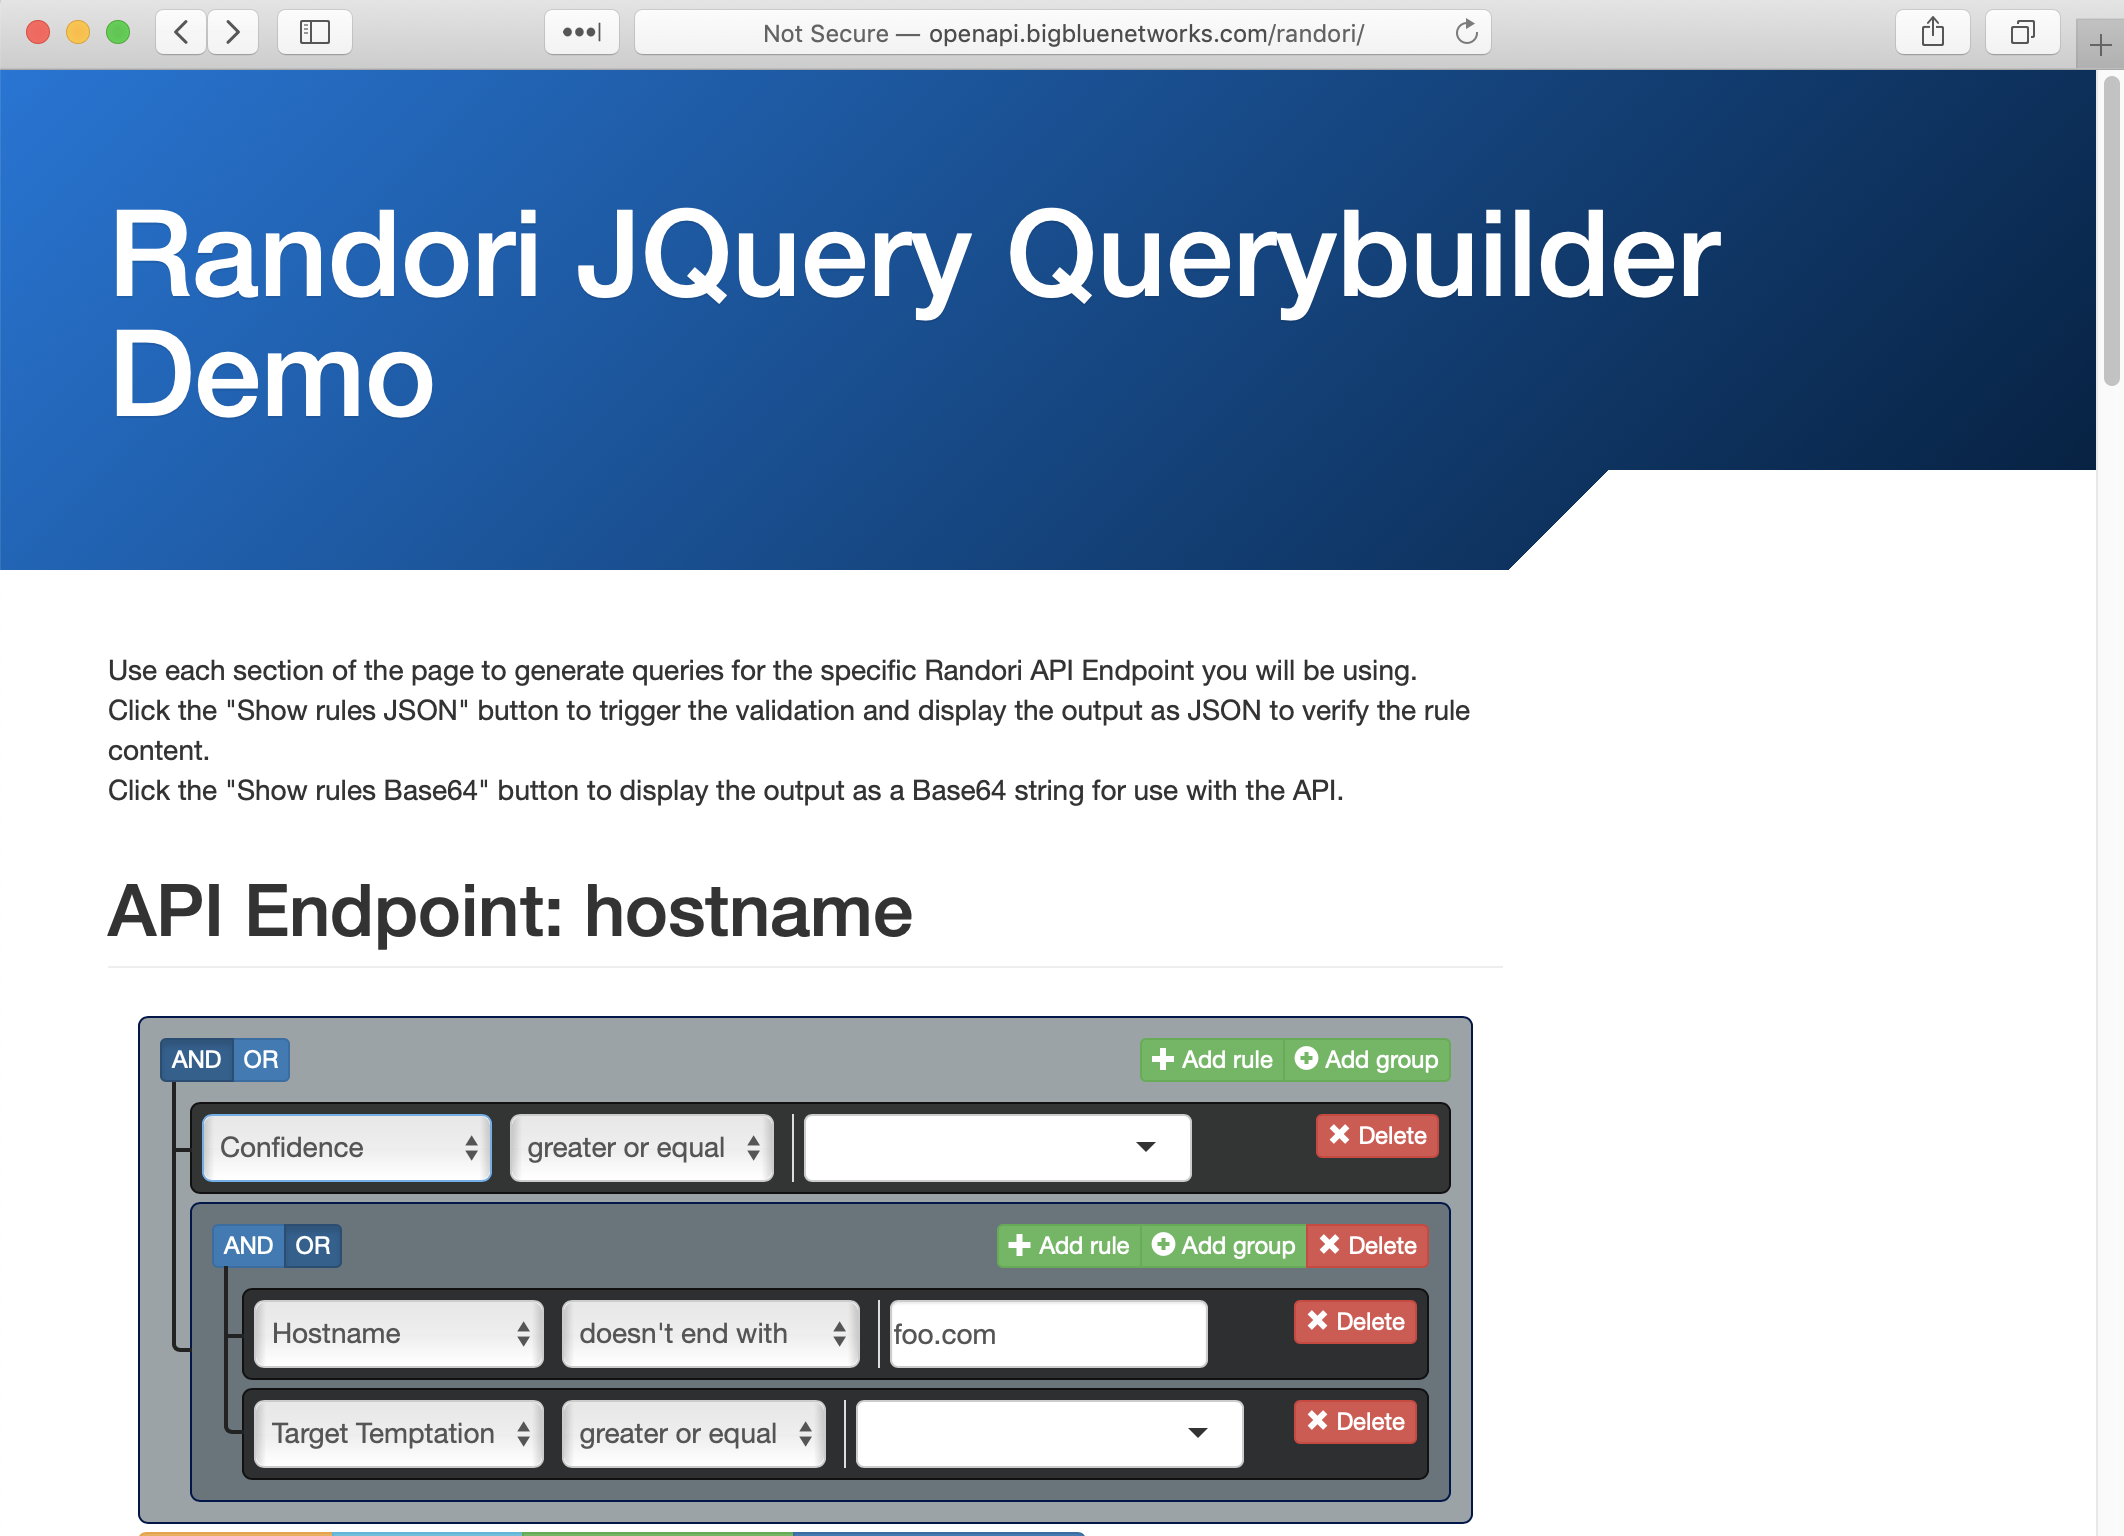 Not Secure — openapi.bigbluenetworks.com/randori/
Randori JQuery Querybuilder
Demo
Use each section of the page to generate queries for the specific Randori API Endpoint you will be using.
Click the "Show rules JSON" button to trigger the validation and display the output as JSON to verify the rule
content.
Click the "Show rules Base64" button to display the output as a Base64 string for use with the API.
API Endpoint: hostname
AND OR Add rule Add group
Confidence greater or equal Delete
AND OR Add rule Add group Delete
Hostname doesn't end with foo.com Delete
Target Temptation greater or equal Delete